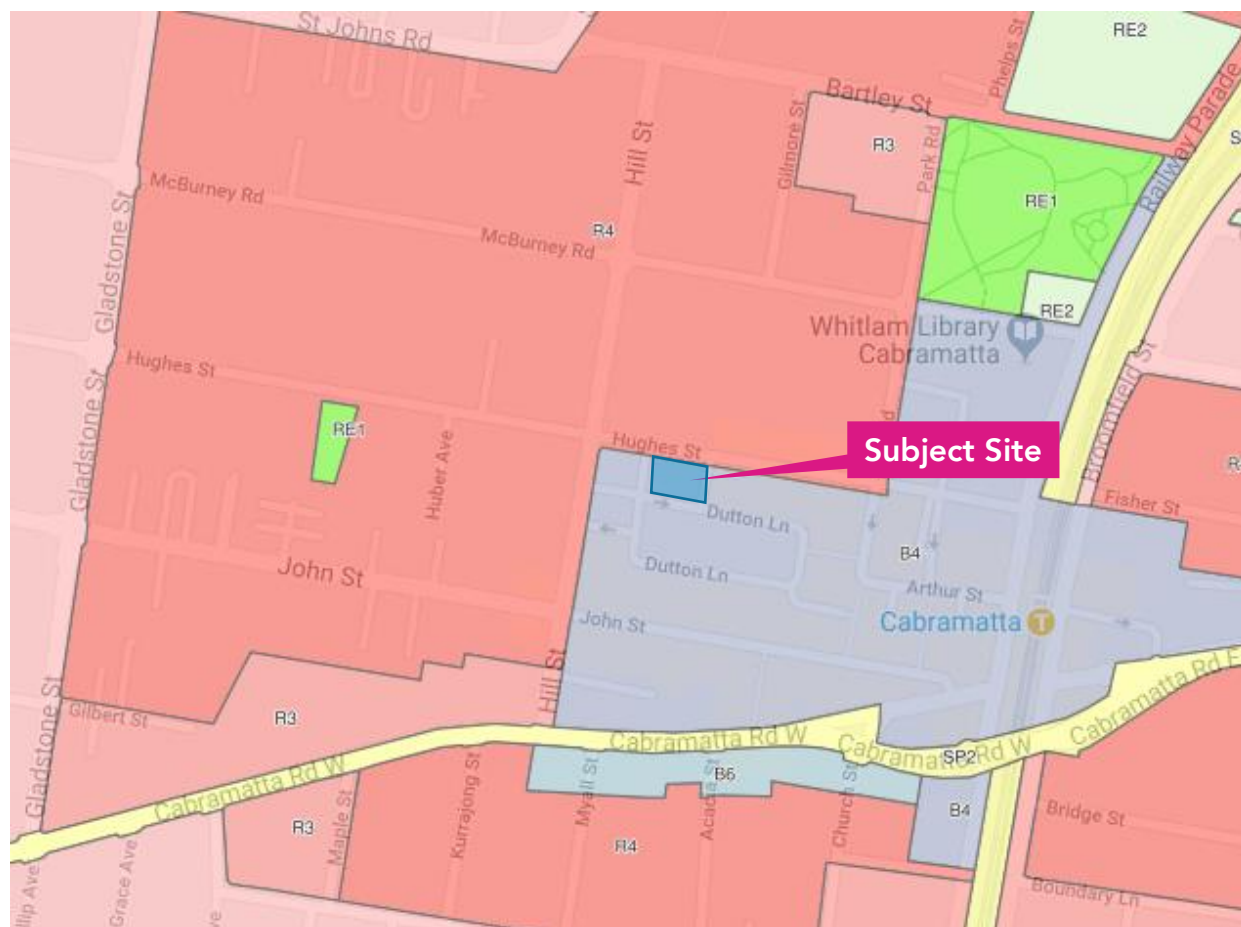 St Johns Rd
RE2
Phelps St
Bartley St
Railway Parade
Hill St
Gilmore St
R3
Park Rd
McBurney Rd
RE1
Gladstone St
R4
McBurney Rd
RE2
Whitlam Library
Cabramatta
Hughes St
Broomfield St
Gladstone St
RE1
Huber Ave
Hughes St
Subject Site
Fisher St
Dutton Ln
B4
John St
Dutton Ln
Arthur St
Cabramatta
T
John St
Hill St
Gladstone St
Gilbert St
R3
Cabramatta Rd W
Cabramatta Rd W
Cabramatta Rd E
SP2
Cabramatta Rd W
B6
R3
Maple St
Kurrajong St
Myall St
Acacia St
Church St
B4
Bridge St
R4
Grace Ave
Boundary Ln